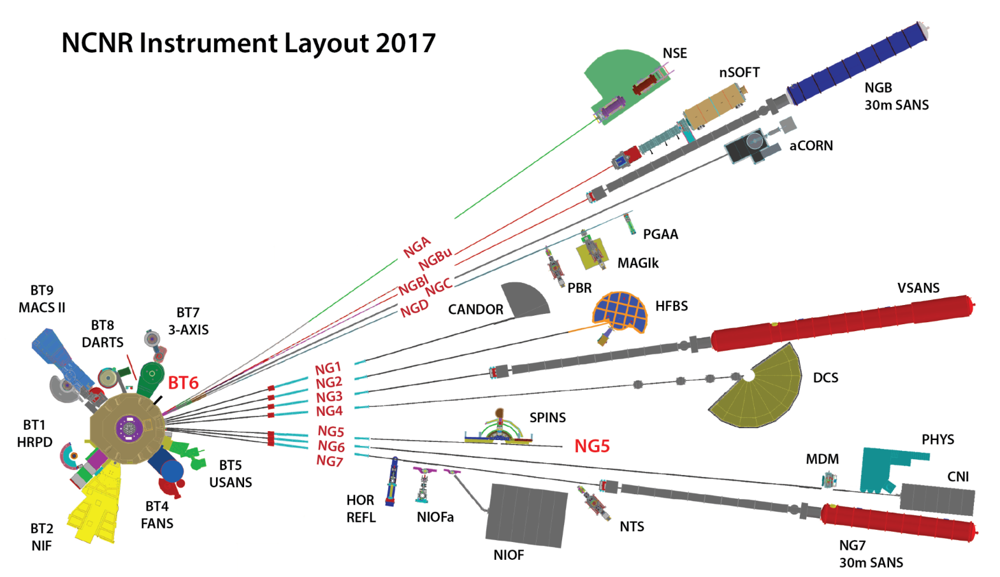 NCNR Instrument Layout 2017
NSE
nSOFT
NGB
30m SANS
aCORN
PGAA
MAGIk
PBR
NGA
NGBu
NGBl
NGC
NGD
CANDOR
HFBS
VSANS
DCS
BT9
MACS II
BT8
DARTS
BT7
3-AXIS
BT6
NG1
NG2
NG3
NG4
NG5
NG6
NG7
SPINS
NG5
BT1
HRPD
BT5
USANS
BT4
FANS
BT2
NIF
HOR
REFL
NIOFa
NIOF
NTS
MDM
PHYS
CNI
NG7
30m SANS